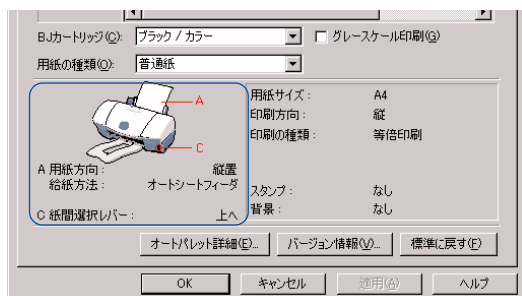 BJカートリッジ(C): ブラック / カラー グレースケール印刷(G)
用紙の種類(O): 普通紙
A
C
A 用紙方向: 縦置
給紙方法: オートシートフィーダ
C 紙間選択レバー: 上へ
用紙サイズ: A4
印刷方向: 縦
印刷の種類: 等倍印刷
スタンプ: なし
背景: なし
オートパレット詳細(E)... バージョン情報(V)... 標準に戻す(F)
OK キャンセル 適用(A) ヘルプ